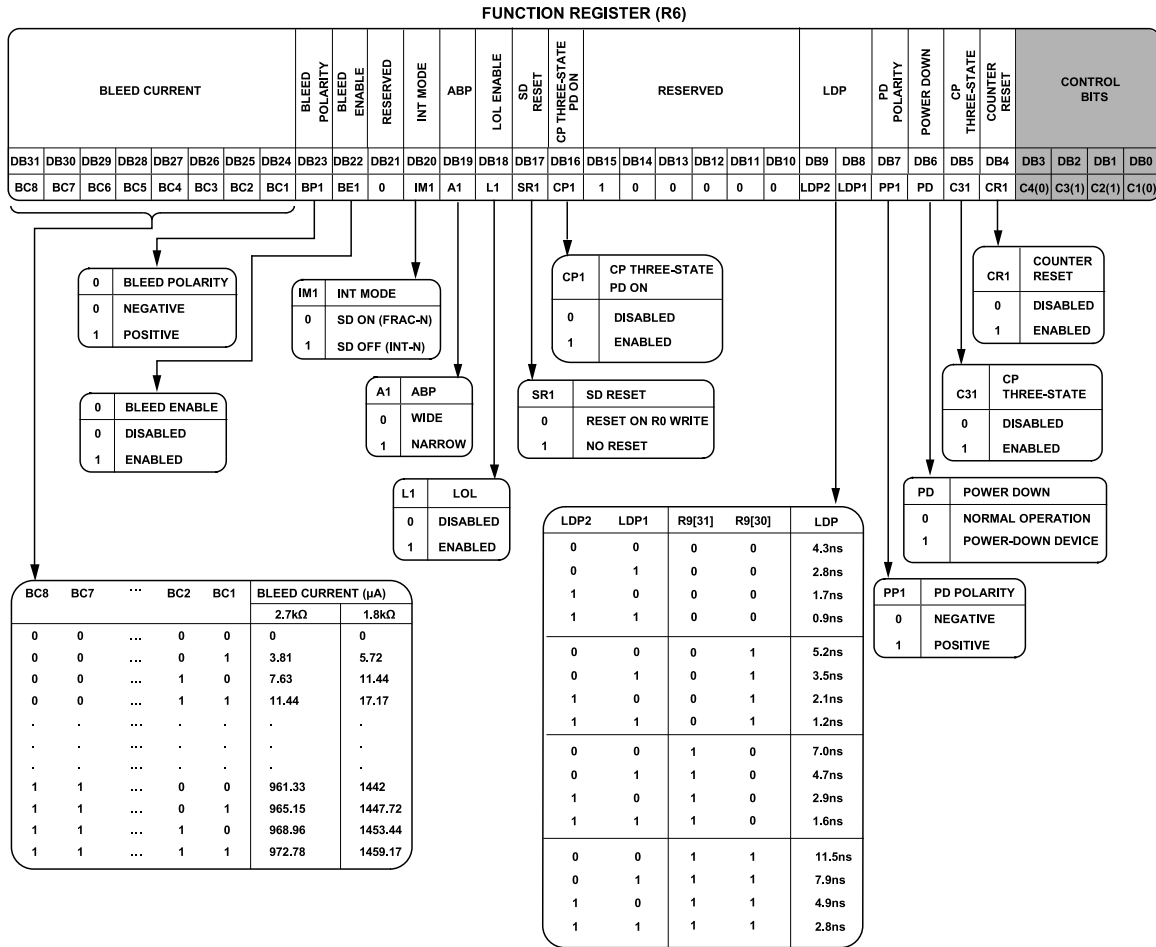 FUNCTION REGISTER (R6)
BLEED CURRENT BLEED POLARITY BLEED ENABLE RESERVED INT MODE ABP LOL ENABLE SD RESET CP THREE-STATE PD ON RESERVED LDP PD POLARITY POWER DOWN CP THREE-STATE COUNTER RESET CONTROL BITS
DB31 DB30 DB29 DB28 DB27 DB26 DB25 DB24 DB23 DB22 DB21 DB20 DB19 DB18 DB17 DB16 DB15 DB14 DB13 DB12 DB11 DB10 DB9 DB8 DB7 DB6 DB5 DB4 DB3 DB2 DB1 DB0
BC8 BC7 BC6 BC5 BC4 BC3 BC2 BC1 BP1 BE1 0 IM1 A1 L1 SR1 CP1 1 0 0 0 0 0 LDP2 LDP1 PP1 PD C31 CR1 C4(0) C3(1) C2(1) C1(0)
0 BLEED POLARITY
0 NEGATIVE
1 POSITIVE
IM1 INT MODE
0 SD ON (FRAC-N)
1 SD OFF (INT-N)
CP1 CP THREE-STATE
PD ON
0 DISABLED
1 ENABLED
CR1 COUNTER
RESET
0 DISABLED
1 ENABLED
0 BLEED ENABLE
0 DISABLED
1 ENABLED
A1 ABP
0 WIDE
1 NARROW
SR1 SD RESET
0 RESET ON R0 WRITE
1 NO RESET
C31 CP
THREE-STATE
0 DISABLED
1 ENABLED
L1 LOL
0 DISABLED
1 ENABLED
PD POWER DOWN
0 NORMAL OPERATION
1 POWER-DOWN DEVICE
PP1 PD POLARITY
0 NEGATIVE
1 POSITIVE
BC8 BC7 ... BC2 BC1 BLEED CURRENT (µA)
2.7kΩ 1.8kΩ
0 0 ... 0 0 0 0
0 0 ... 0 1 3.81 5.72
0 0 ... 1 0 7.63 11.44
0 0 ... 1 1 11.44 17.17
. . ... . . . .
. . ... . . . .
. . ... . . . .
1 1 ... 0 0 961.33 1442
1 1 ... 0 1 965.15 1447.72
1 1 ... 1 0 968.96 1453.44
1 1 ... 1 1 972.78 1459.17
LDP2 LDP1 R9[31] R9[30] LDP
0 0 0 0 4.3ns
0 1 0 0 2.8ns
1 0 0 0 1.7ns
1 1 0 0 0.9ns
0 0 0 1 5.2ns
0 1 0 1 3.5ns
1 0 0 1 2.1ns
1 1 0 1 1.2ns
0 0 1 0 7.0ns
0 1 1 0 4.7ns
1 0 1 0 2.9ns
1 1 1 0 1.6ns
0 0 1 1 11.5ns
0 1 1 1 7.9ns
1 0 1 1 4.9ns
1 1 1 1 2.8ns